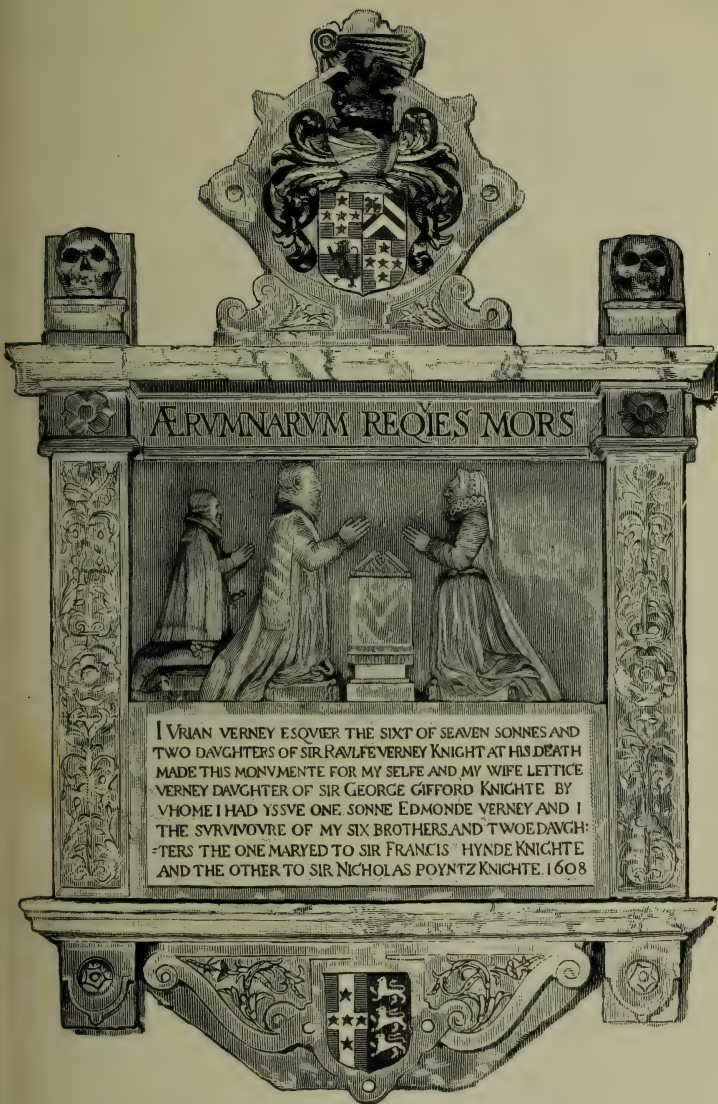 ÆRVMNARVM REQVIES MORS
I VRIAN VERNEY ESQVIER THE SIXT OF SEAVEN SONNES AND
TWO DAVGHTERS OF SIR RAVLFE VERNEY KNIGHT AT HIS DEATH
MADE THIS MONVMENTE FOR MY SELFE AND MY WIFE LETTICE
VERNEY DAVGHTER OF SIR GEORGE GIFFORD KNIGHTE BY
VHOME I HAD YSSVE ONE SONNE EDMONDE VERNEY AND I
THE SVRVIVOVRE OF MY SIX BROTHERS.AND TWOE DAVGH:
=TERS THE ONE MARYED TO SIR FRANCIS HYNDE KNIGHTE
AND THE OTHER TO SIR NICHOLAS POYNTZ KNIGHTE. 1608